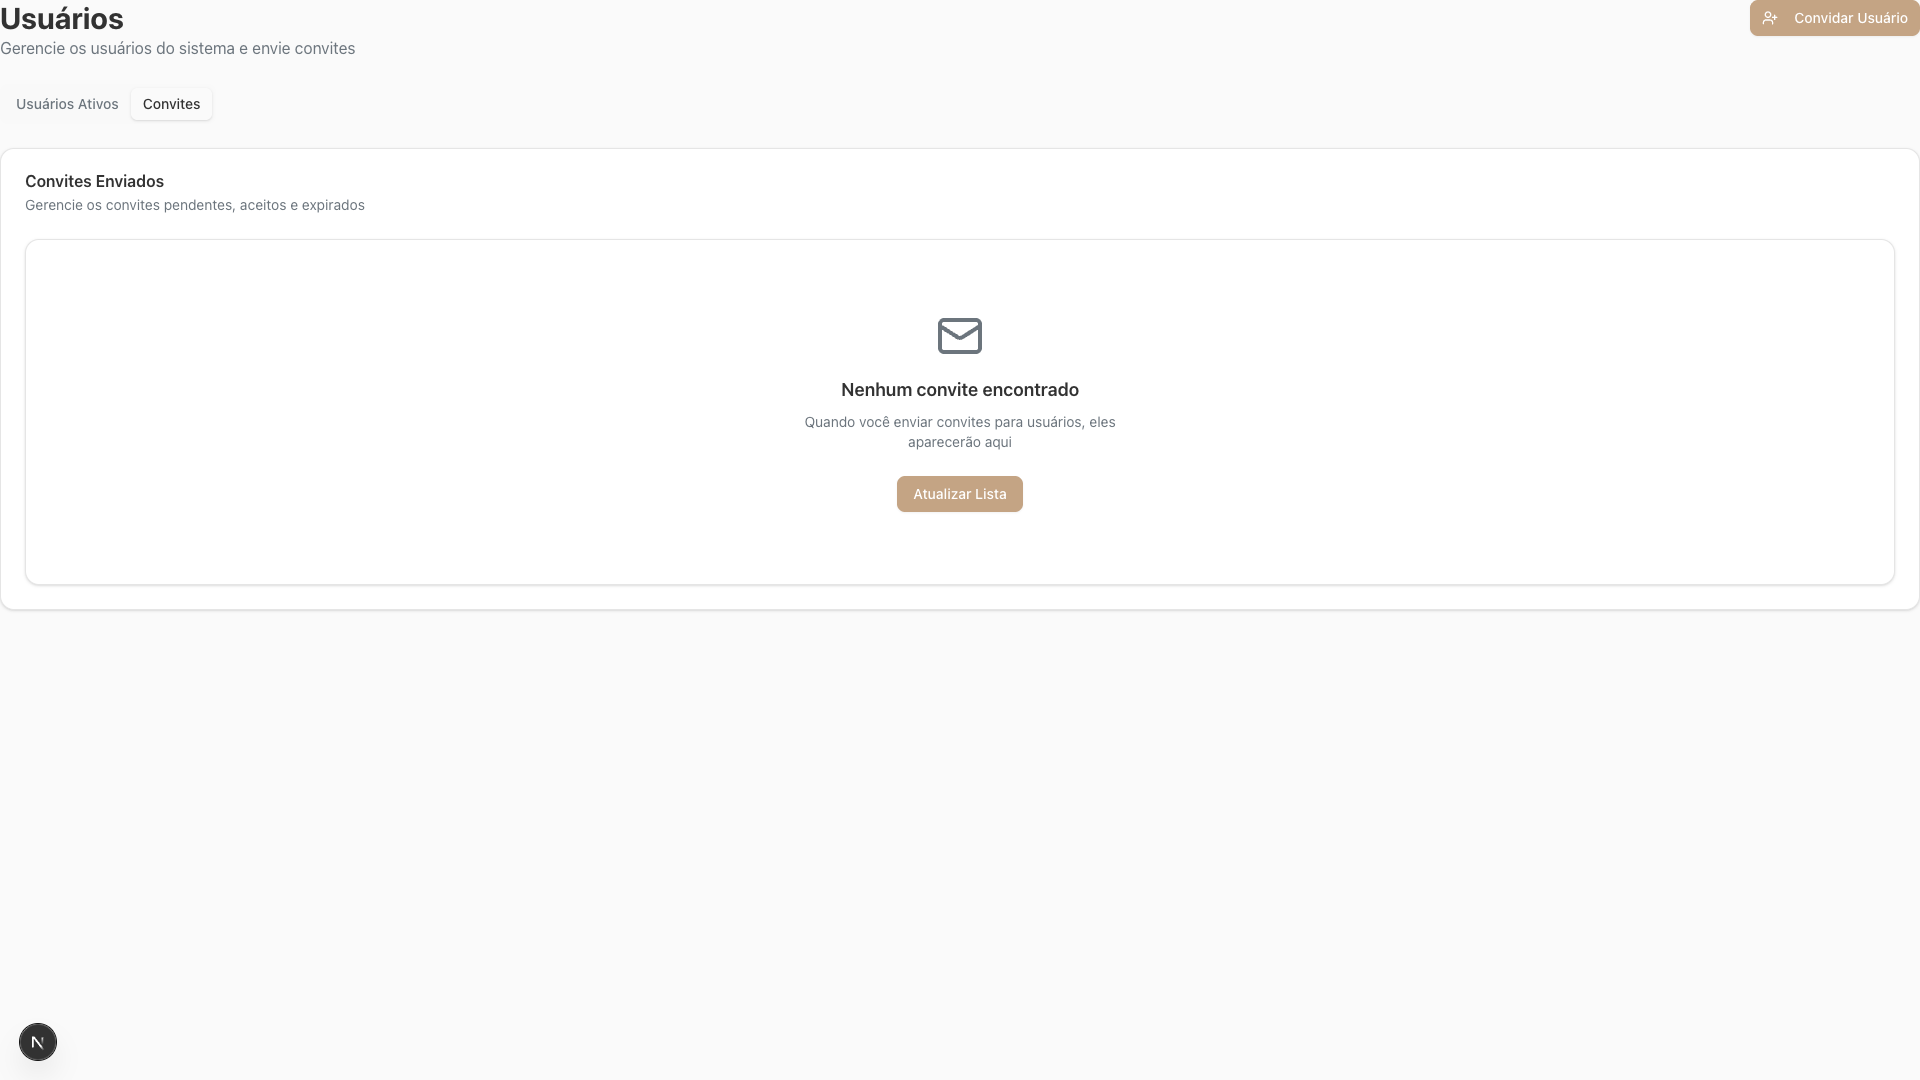 Usuários
Convidar Usuário
Gerencie os usuários do sistema e envie convites
Usuários Ativos
Convites
Convites Enviados
Gerencie os convites pendentes, aceitos e expirados
Nenhum convite encontrado
Quando você enviar convites para usuários, eles
aparecerão aqui
Atualizar Lista
N